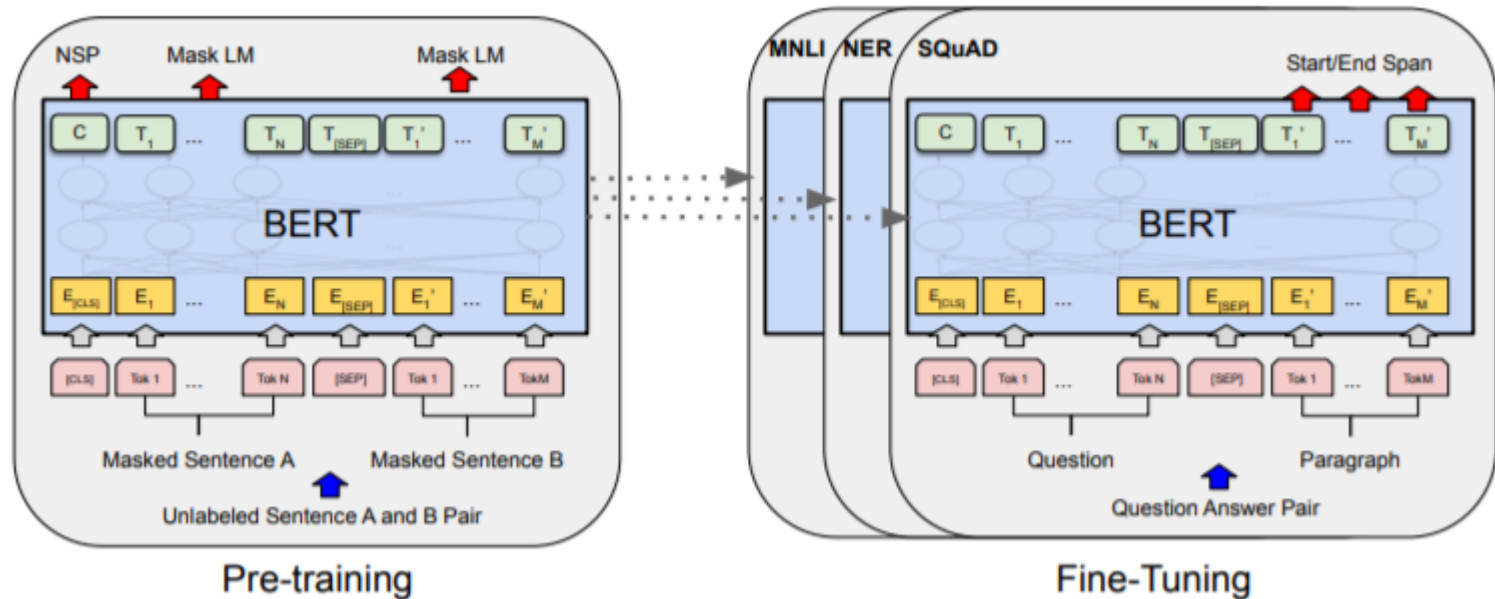 NSP Mask LM Mask LM
C T1 ... TN T[SEP] T1' ... TM'
...
BERT
...
E[CLS] E1 ... EN E[SEP] E1' ... EM'
[CLS] Tok 1 ... Tok N [SEP] Tok 1 ... TokM
Masked Sentence A Masked Sentence B
Unlabeled Sentence A and B Pair
Pre-training
MNLI NER SQuAD
Start/End Span
C T1 ... TN T[SEP] T1' ... TM'
...
BERT
...
E[CLS] E1 ... EN E[SEP] E1' ... EM'
[CLS] Tok 1 ... Tok N [SEP] Tok 1 ... TokM
Question Paragraph
Question Answer Pair
Fine-Tuning